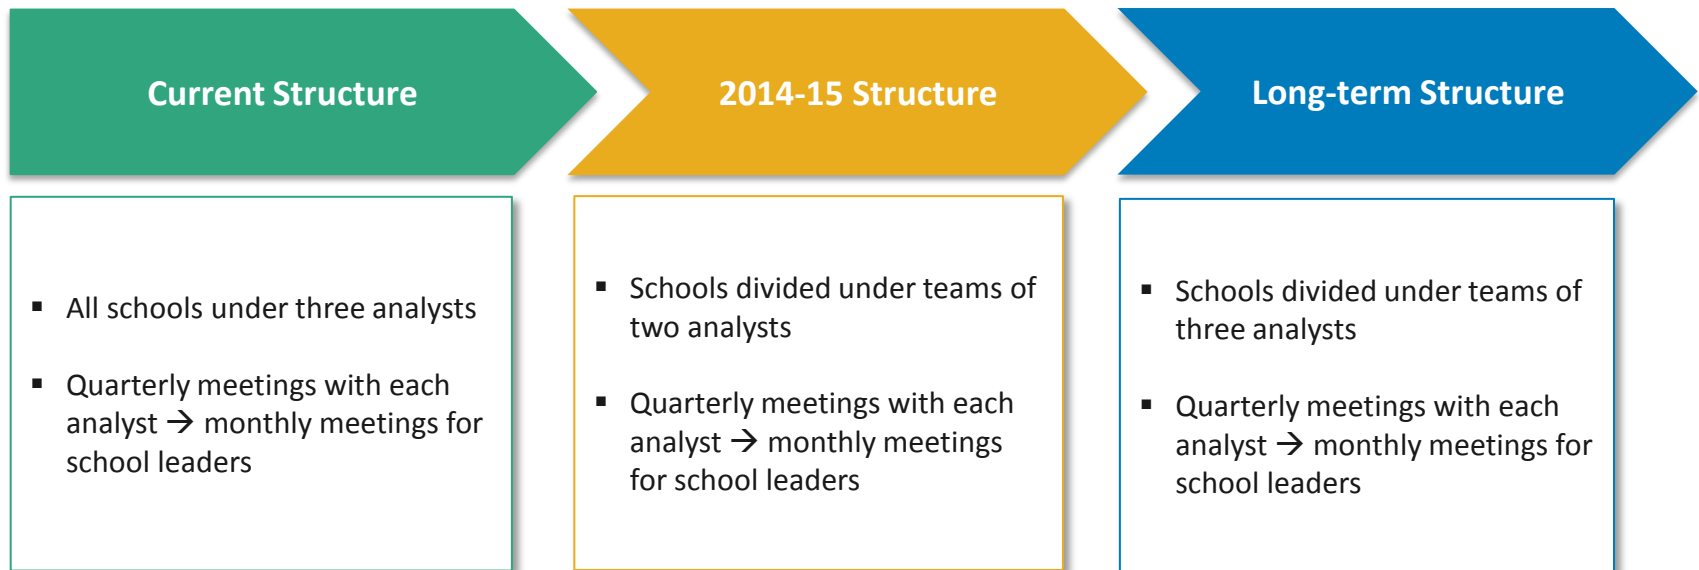 Current Structure
2014-15 Structure
Long-term Structure
▪ All schools under three analysts
▪ Quarterly meetings with each
analyst → monthly meetings for
school leaders
▪ Schools divided under teams of
two analysts
▪ Quarterly meetings with each
analyst → monthly meetings
for school leaders
▪ Schools divided under teams of
three analysts
▪ Quarterly meetings with each
analyst → monthly meetings for
school leaders